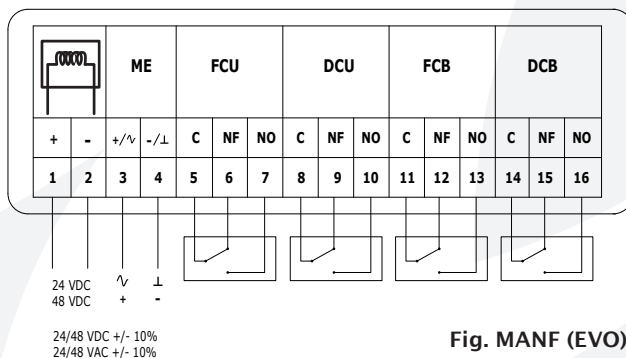 ME FCU DCU FCB DCB
+ - +/∿ -/⊥ C NF NO C NF NO C NF NO C NF NO
1 2 3 4 5 6 7 8 9 10 11 12 13 14 15 16
24 VDC ∿ ⊥
48 VDC + -
24/48 VDC +/- 10%
24/48 VAC +/- 10%
Fig. MANF (EVO)